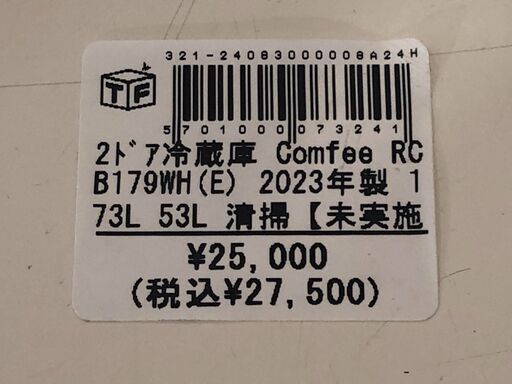 321-24083000008A24H
TF
5701000073241
2ﾄﾞｱ冷蔵庫 Comfee RC
B179WH(E) 2023年製 1
73L 53L 清掃【未実施
¥25,000
(税込¥27,500)